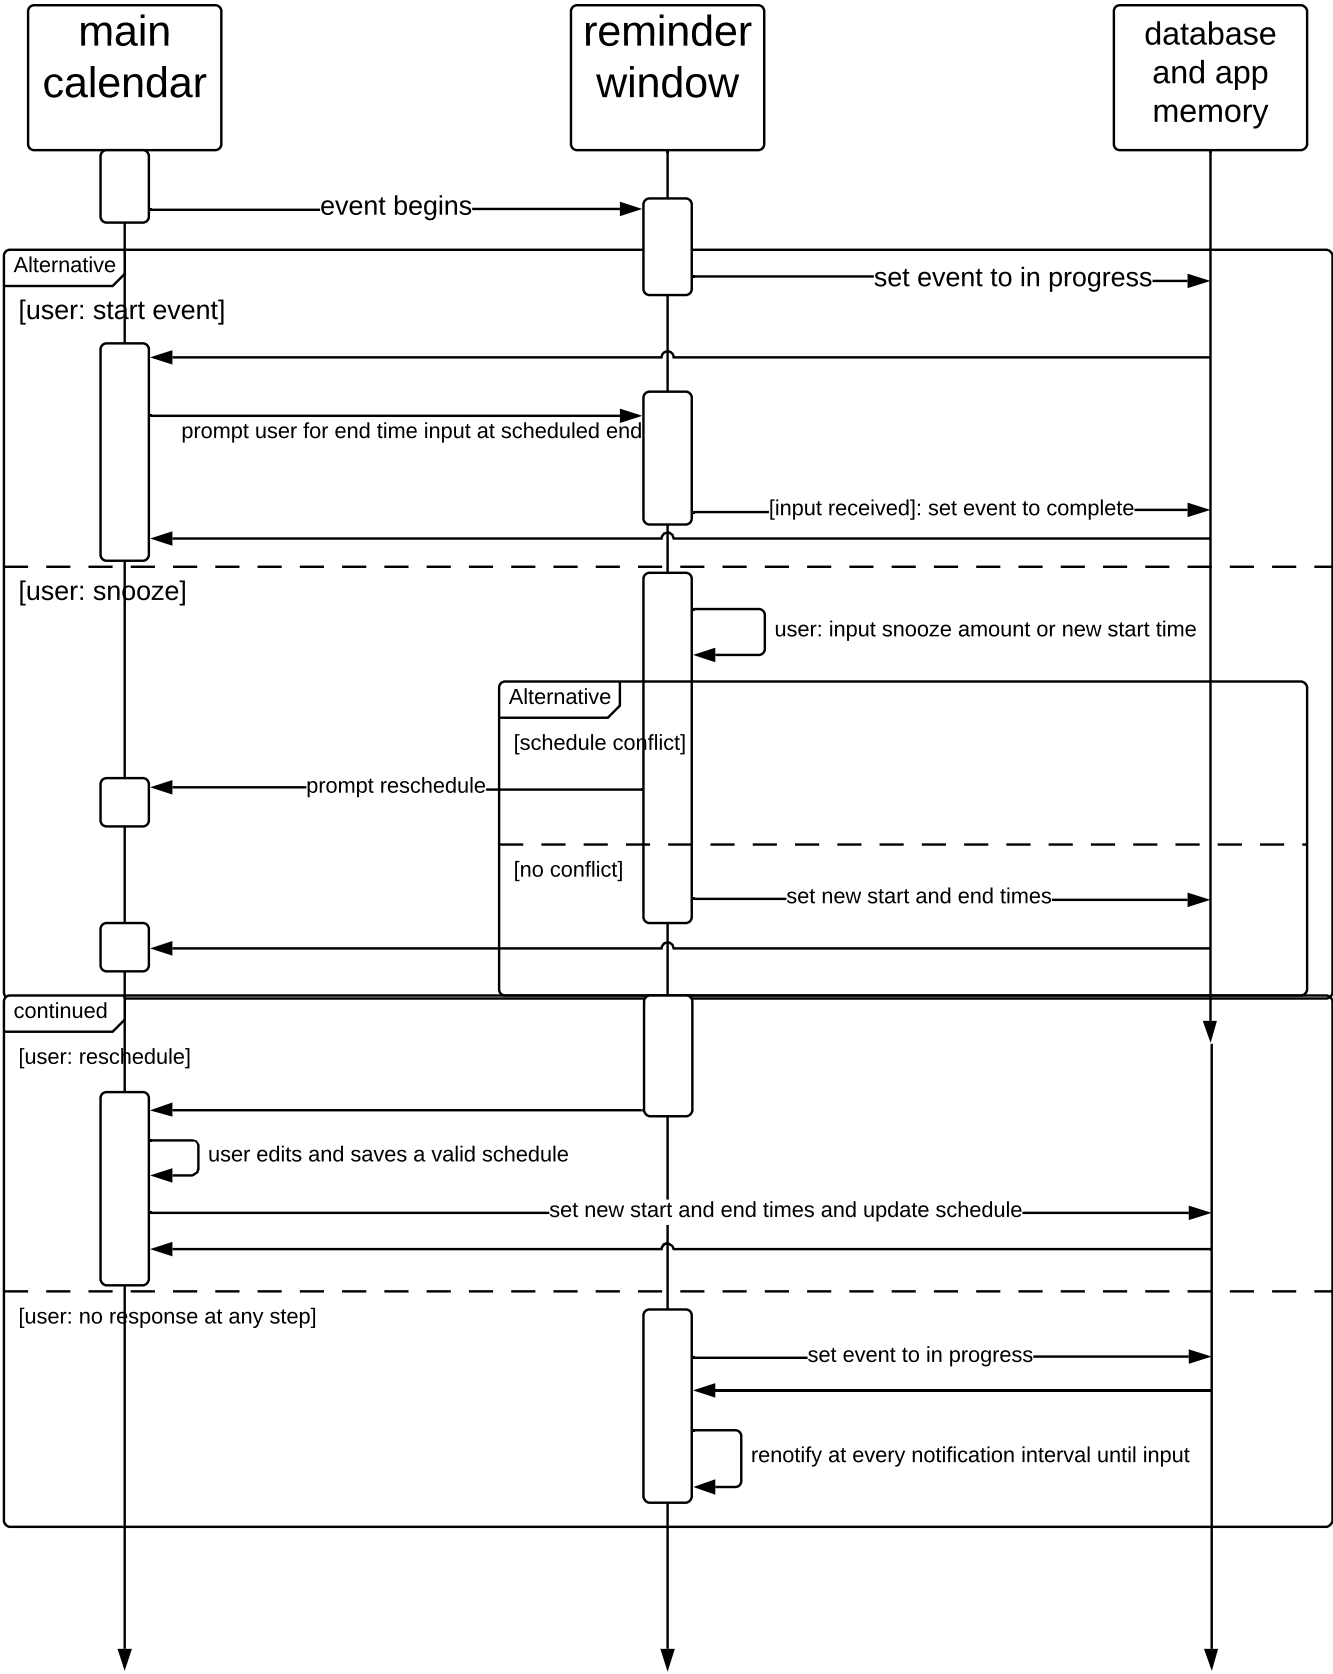 main
calendar
reminder
window
database
and app
memory
event begins
Alternative
set event to in progress
[user: start event]
prompt user for end time input at scheduled end
[input received]: set event to complete
[user: snooze]
user: input snooze amount or new start time
Alternative
[schedule conflict]
prompt reschedule
[no conflict]
set new start and end times
continued
[user: reschedule]
user edits and saves a valid schedule
set new start and end times and update schedule
[user: no response at any step]
set event to in progress
renotify at every notification interval until input